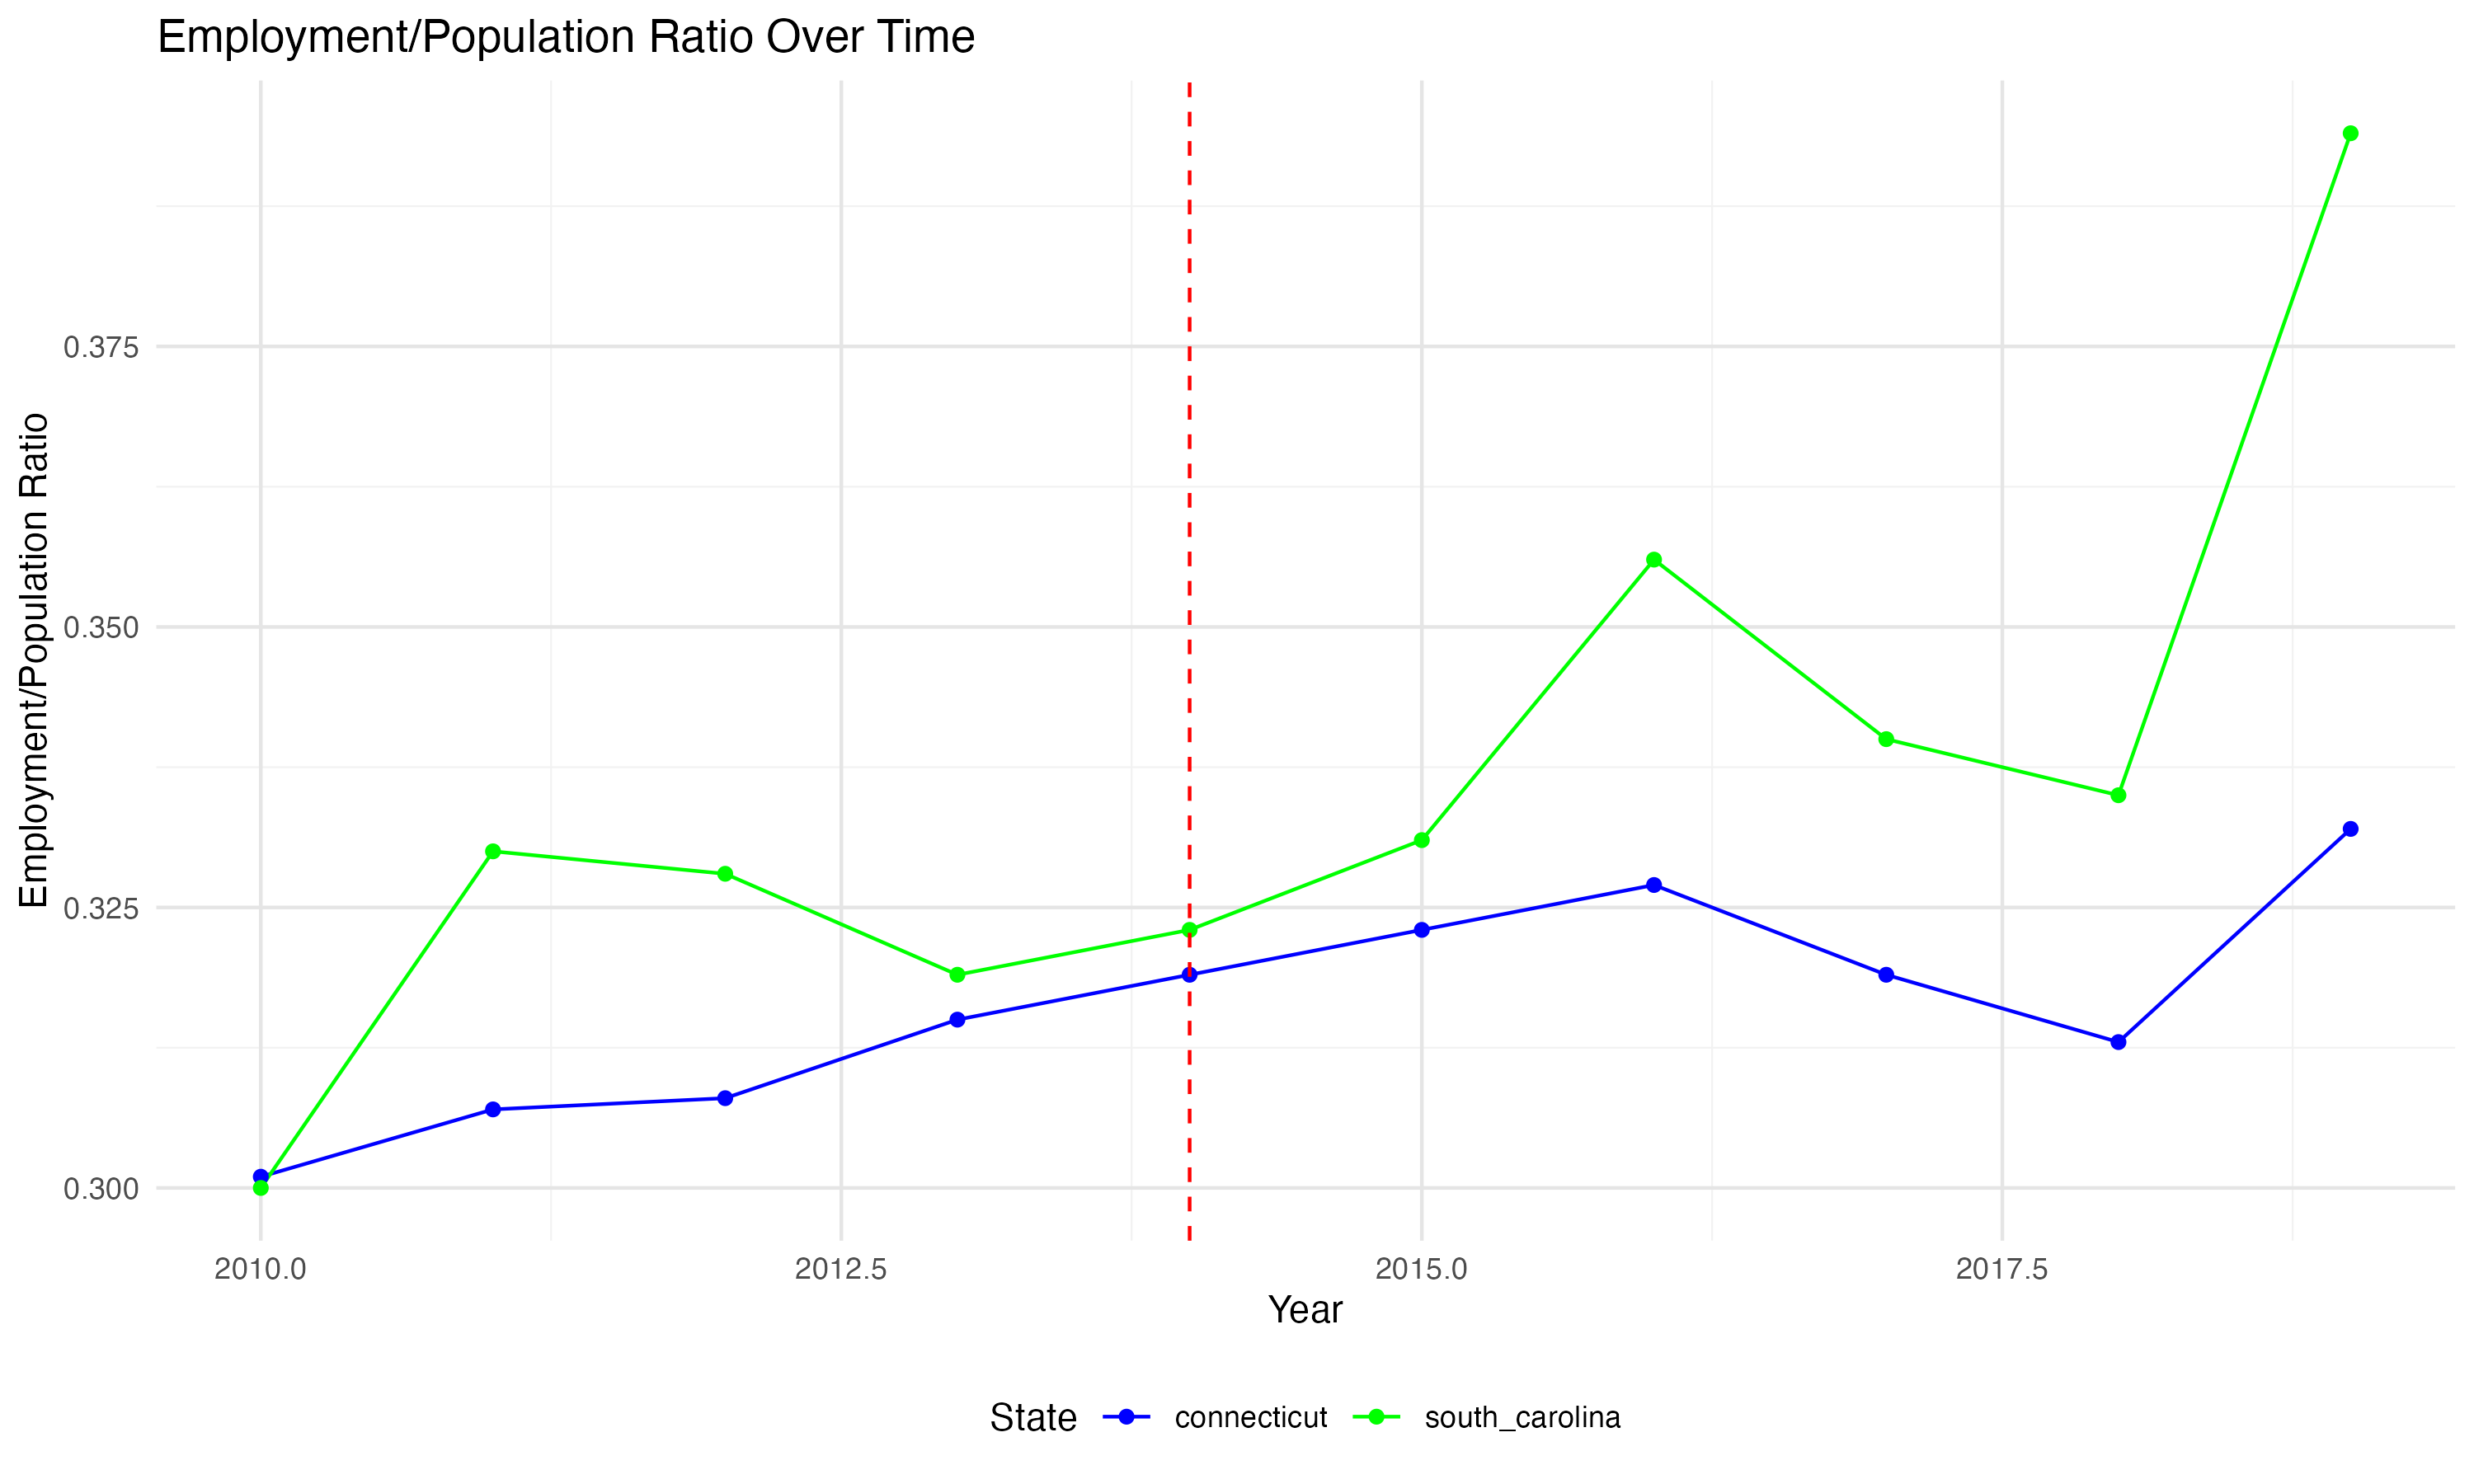 Employment/Population Ratio Over Time
Employment/Population Ratio
0.375
0.350
0.325
0.300
2010.0 2012.5 2015.0 2017.5
Year
State connecticut south_carolina